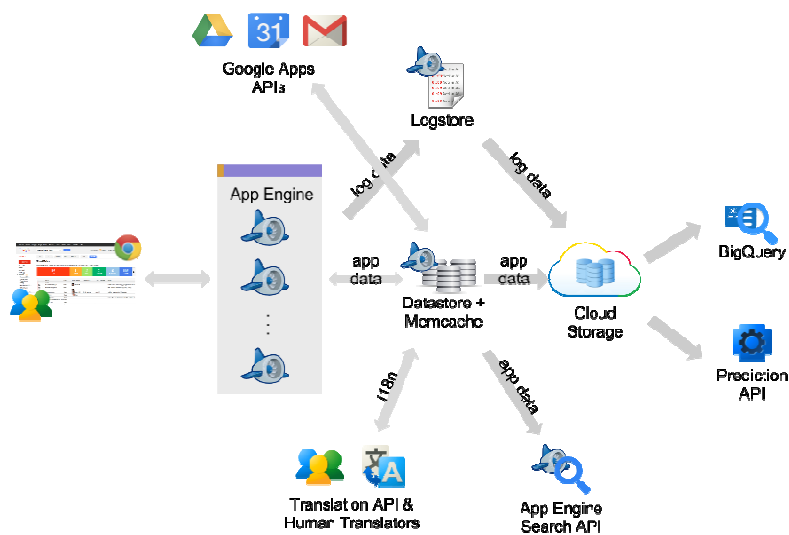 31
Google Apps
APIs
Logstore
log data
log data
App Engine
BigQuery
app
data
app
data
Datastore +
Memcache
Cloud
Storage
Prediction
API
i18n
app data
文
A
Translation API &
Human Translators
App Engine
Search API